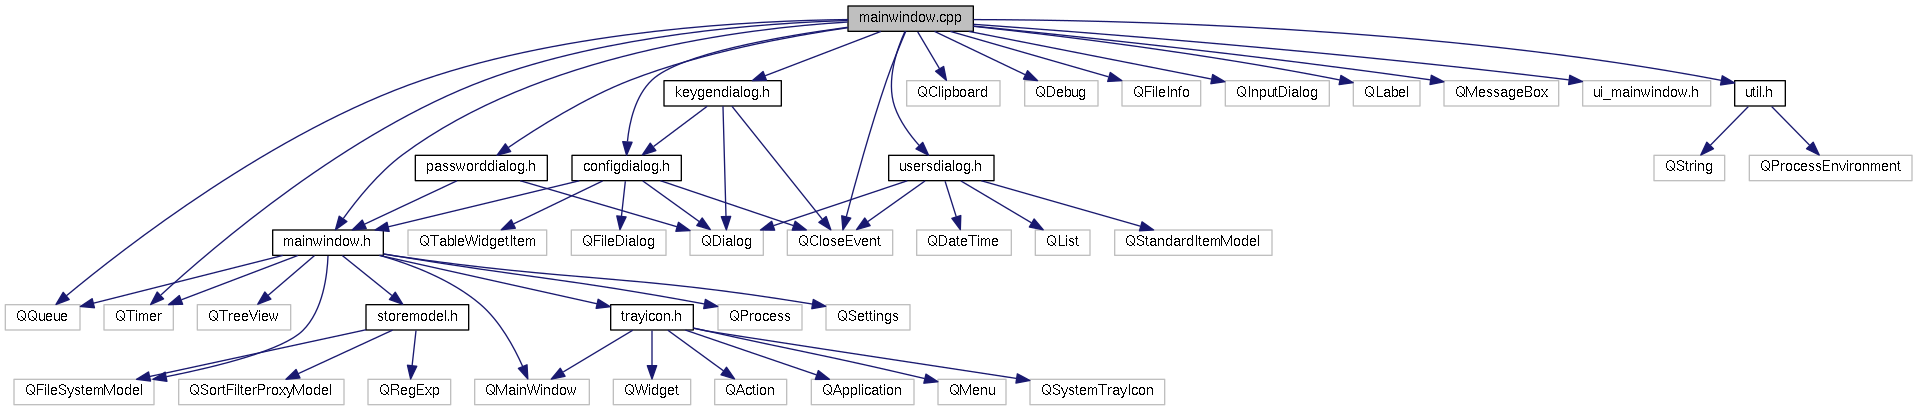 mainwindow.cpp
keygendialog.h
QClipboard
QDebug
QFileInfo
QInputDialog
QLabel
QMessageBox
ui_mainwindow.h
util.h
passworddialog.h
configdialog.h
usersdialog.h
QString
QProcessEnvironment
mainwindow.h
QTableWidgetItem
QFileDialog
QDialog
QCloseEvent
QDateTime
QList
QStandardItemModel
QQueue
QTimer
QTreeView
storemodel.h
trayicon.h
QProcess
QSettings
QFileSystemModel
QSortFilterProxyModel
QRegExp
QMainWindow
QWidget
QAction
QApplication
QMenu
QSystemTrayIcon